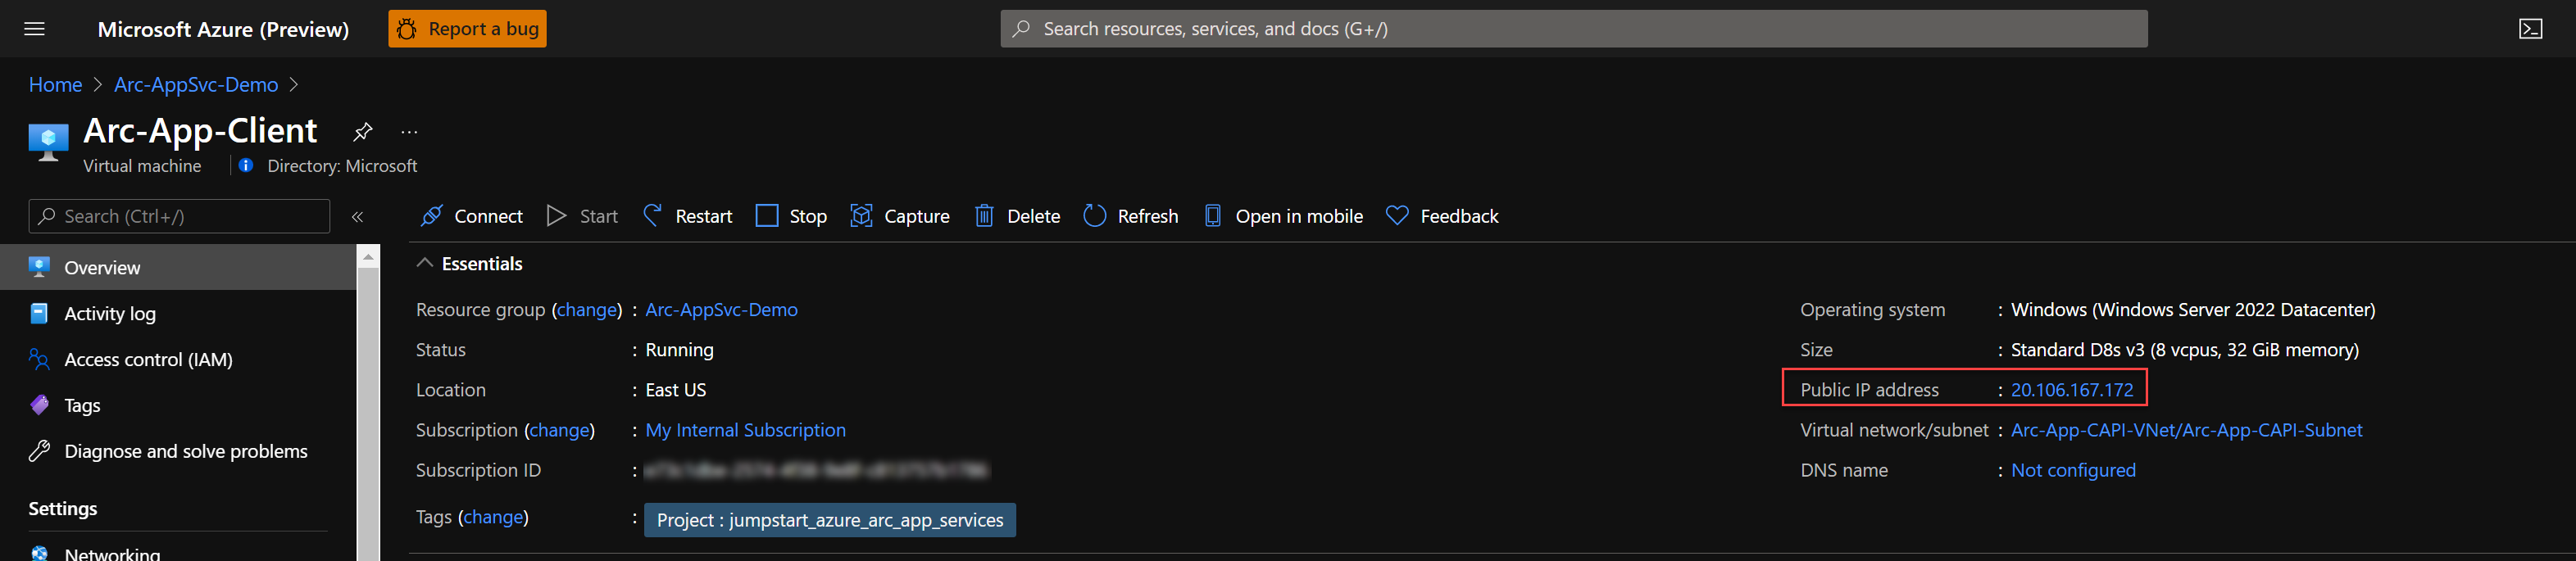 Microsoft Azure (Preview) Report a bug Search resources, services, and docs (G+/)
Home > Arc-AppSvc-Demo >
Arc-App-Client ...
Virtual machine | Directory: Microsoft
Search (Ctrl+/) «
Connect Start Restart Stop Capture Delete Refresh Open in mobile Feedback
Overview
Activity log
Access control (IAM)
Tags
Diagnose and solve problems
Settings
Networking
Essentials
Resource group (change) : Arc-AppSvc-Demo
Status : Running
Location : East US
Subscription (change) : My Internal Subscription
Subscription ID :
Tags (change) : Project : jumpstart_azure_arc_app_services
Operating system : Windows (Windows Server 2022 Datacenter)
Size : Standard D8s v3 (8 vcpus, 32 GiB memory)
Public IP address : 20.106.167.172
Virtual network/subnet : Arc-App-CAPI-VNet/Arc-App-CAPI-Subnet
DNS name : Not configured